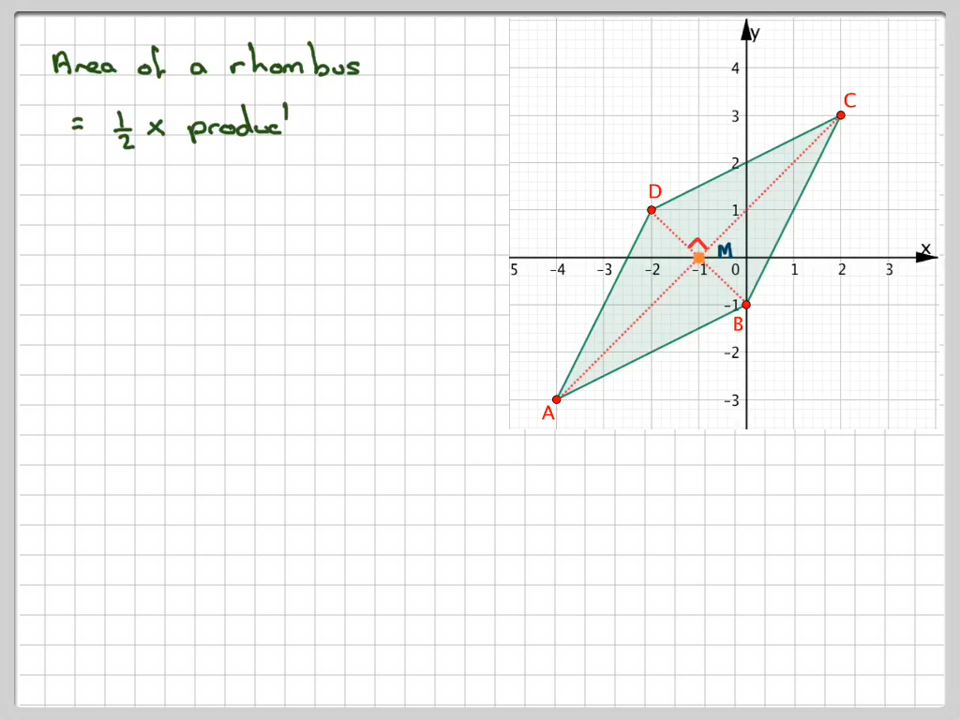 Area of a rhombus
= 1/2 x produc
y
4
C
3
2
D
1
M
x
5 -4 -3 -2 -1 0 1 2 3
-1
B
-2
-3
A